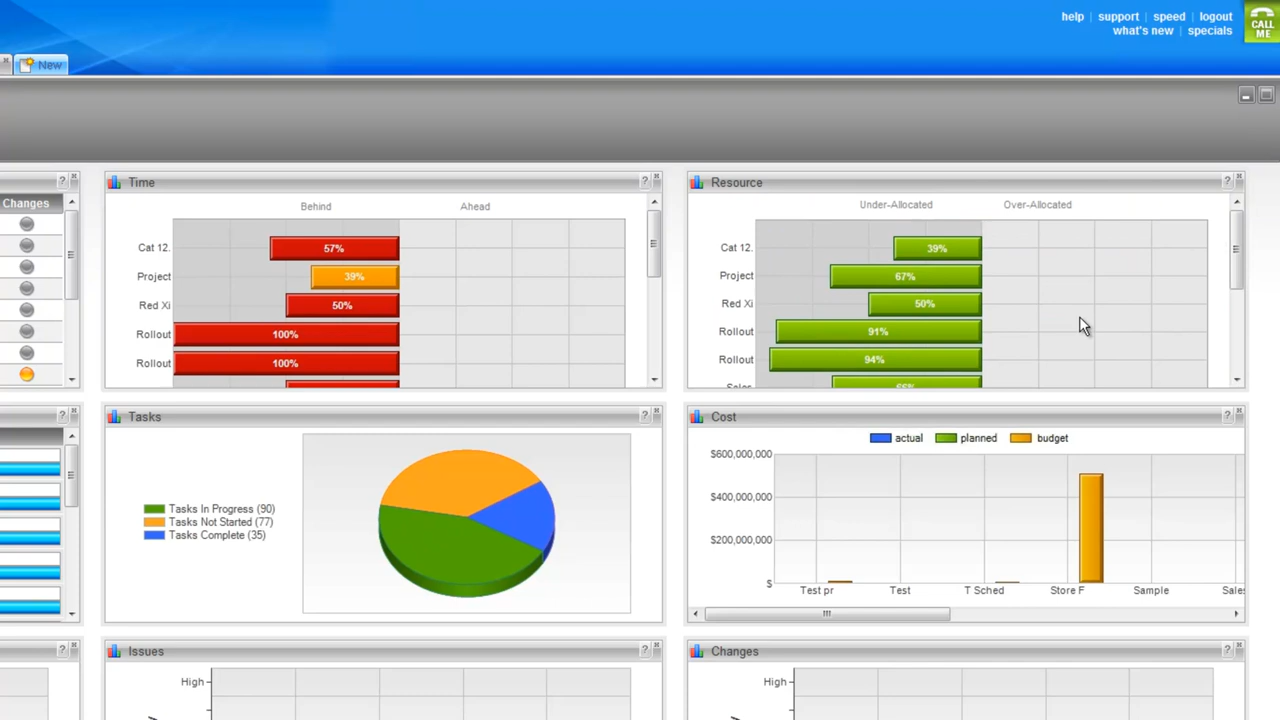 help | support | speed | logout
what's new | specials
CALL
ME
New
Changes
Time
Behind
Ahead
Cat 12.
57%
Project
39%
Red Xi
50%
Rollout
100%
Rollout
100%
Resource
Under-Allocated
Over-Allocated
Cat 12.
39%
Project
67%
Red Xi
50%
Rollout
91%
Rollout
94%
Sales
66%
Tasks
Tasks In Progress (90)
Tasks Not Started (77)
Tasks Complete (35)
Cost
actual
planned
budget
$600,000,000
$400,000,000
$200,000,000
$
Test pr
Test
T Sched
Store F
Sample
Sales
Issues
High
Changes
High